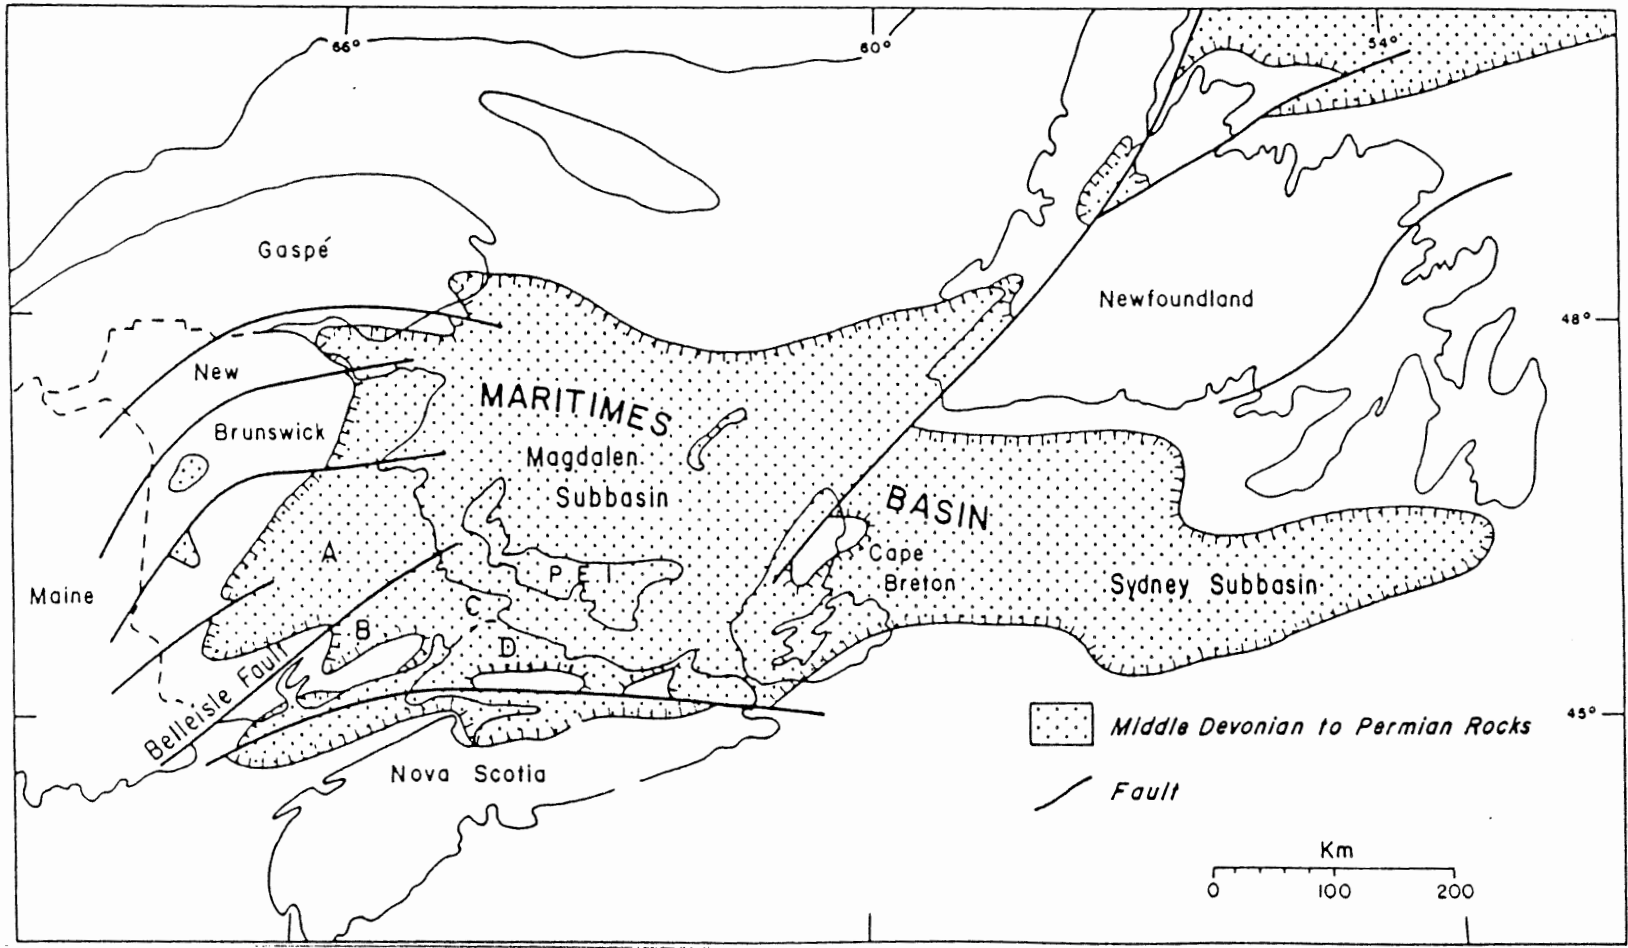 66°
60°
54°
Gaspé
Newfoundland
48°
New
Brunswick
MARITIMES
Magdalen
Subbasin
BASIN
A
Cape
Breton
P E I
Sydney Subbasin
Maine
C
B
D
Belleisle Fault
45°
Middle Devonian to Permian Rocks
Nova Scotia
Fault
Km
0 100 200